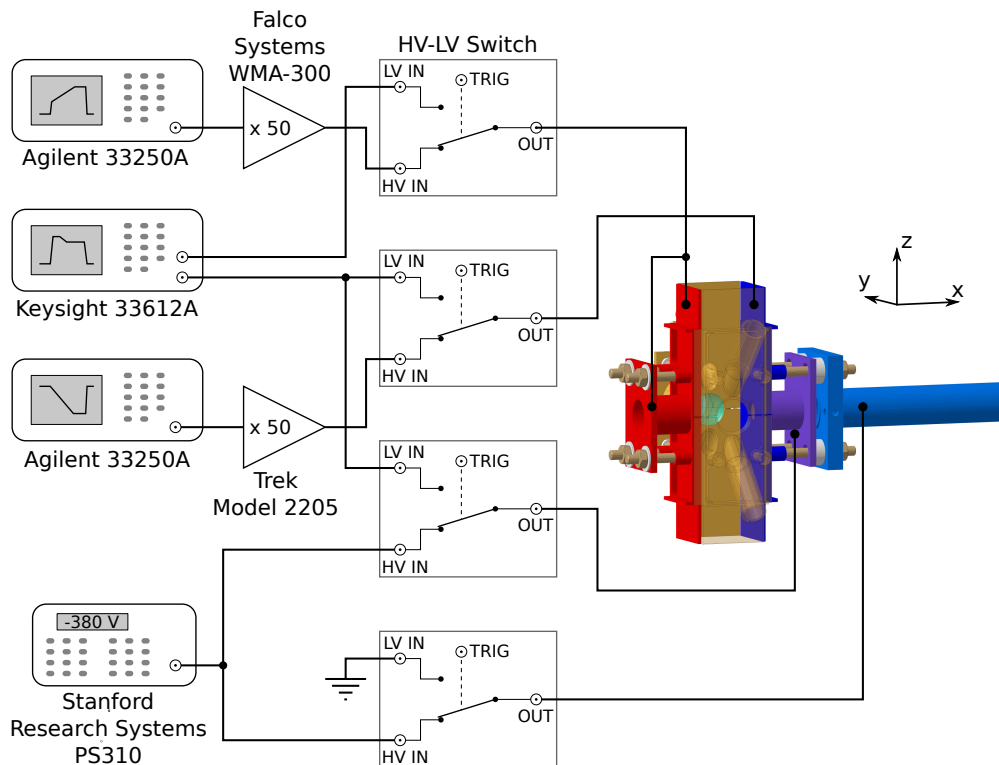 Falco
Systems
WMA-300
HV-LV Switch
LV IN
TRIG
x 50
OUT
HV IN
Agilent 33250A
LV IN
TRIG
OUT
HV IN
Keysight 33612A
z
y
x
x 50
Agilent 33250A
Trek
Model 2205
LV IN
TRIG
OUT
HV IN
-380 V
Stanford
Research Systems
PS310
LV IN
TRIG
OUT
HV IN